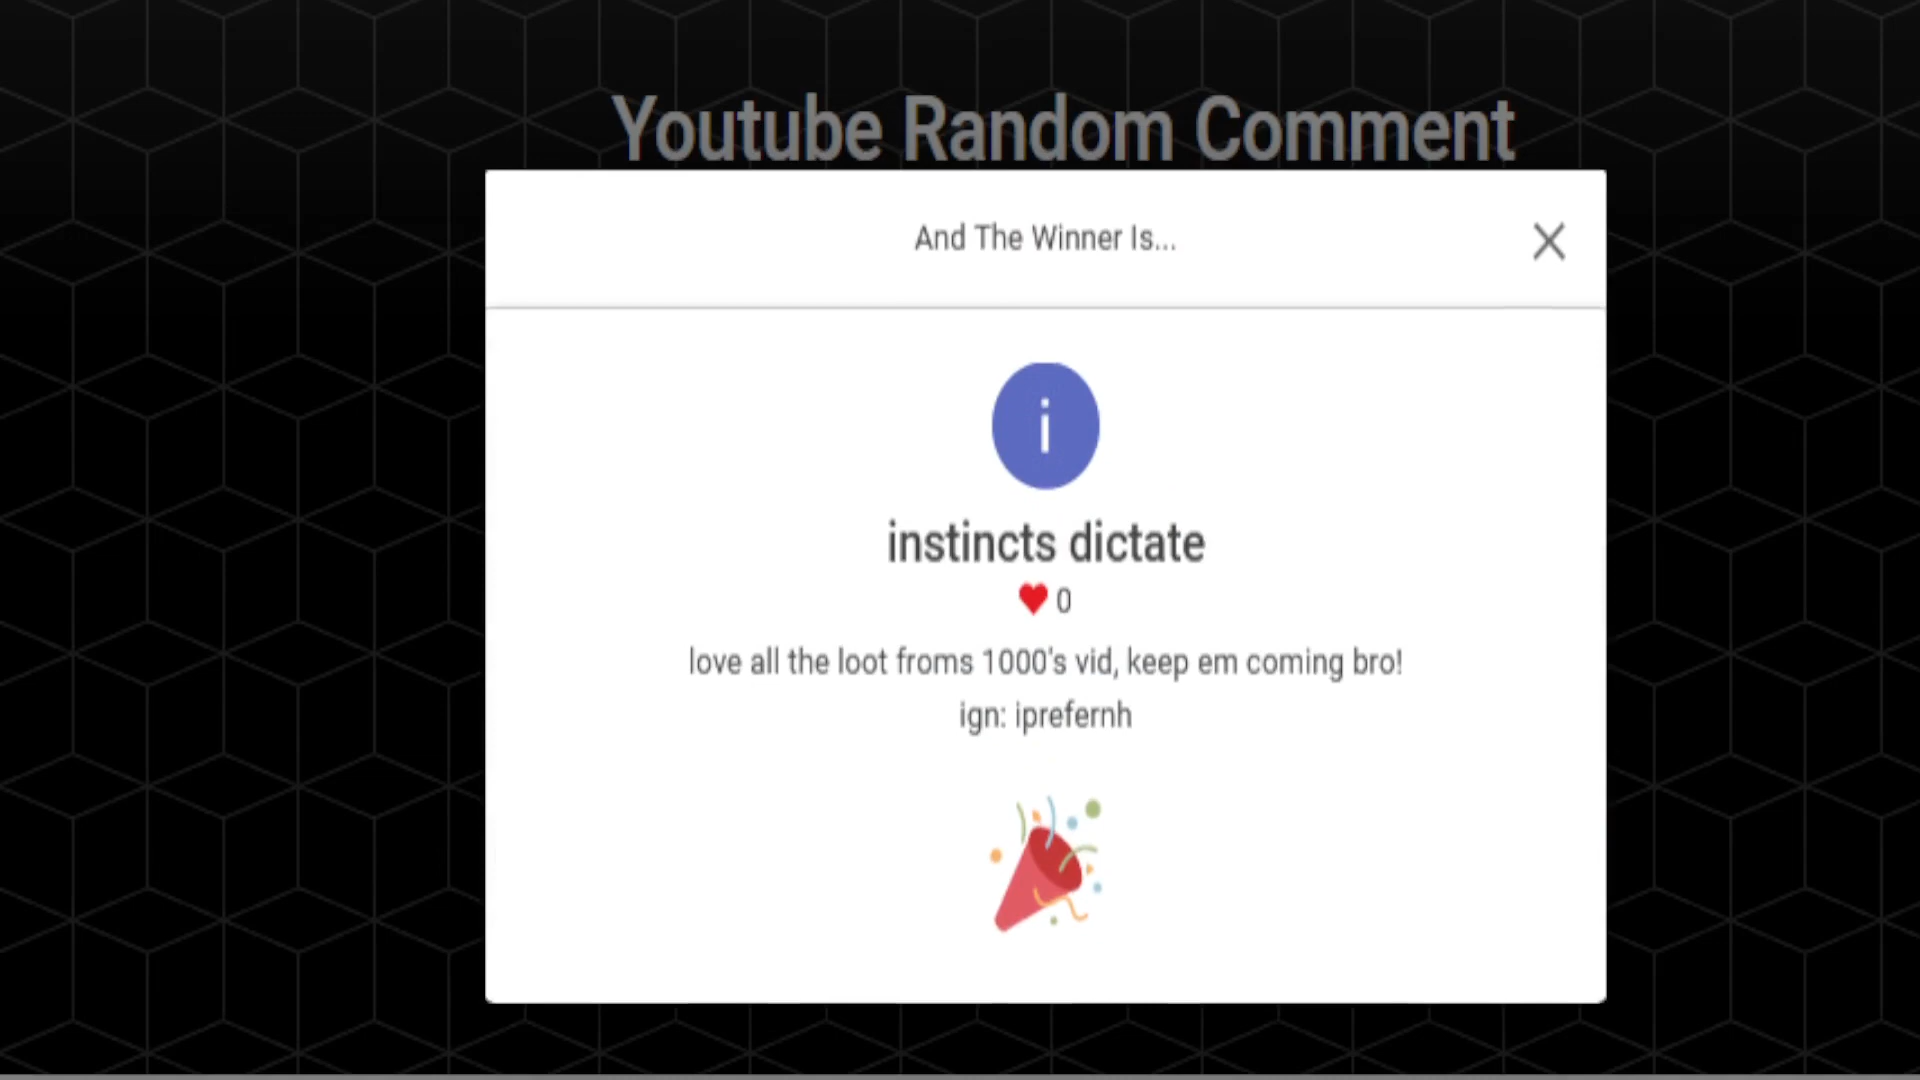 Youtube Random Comment
And The Winner Is...
i
instincts dictate
0
love all the loot froms 1000's vid, keep em coming bro!
ign: iprefernh